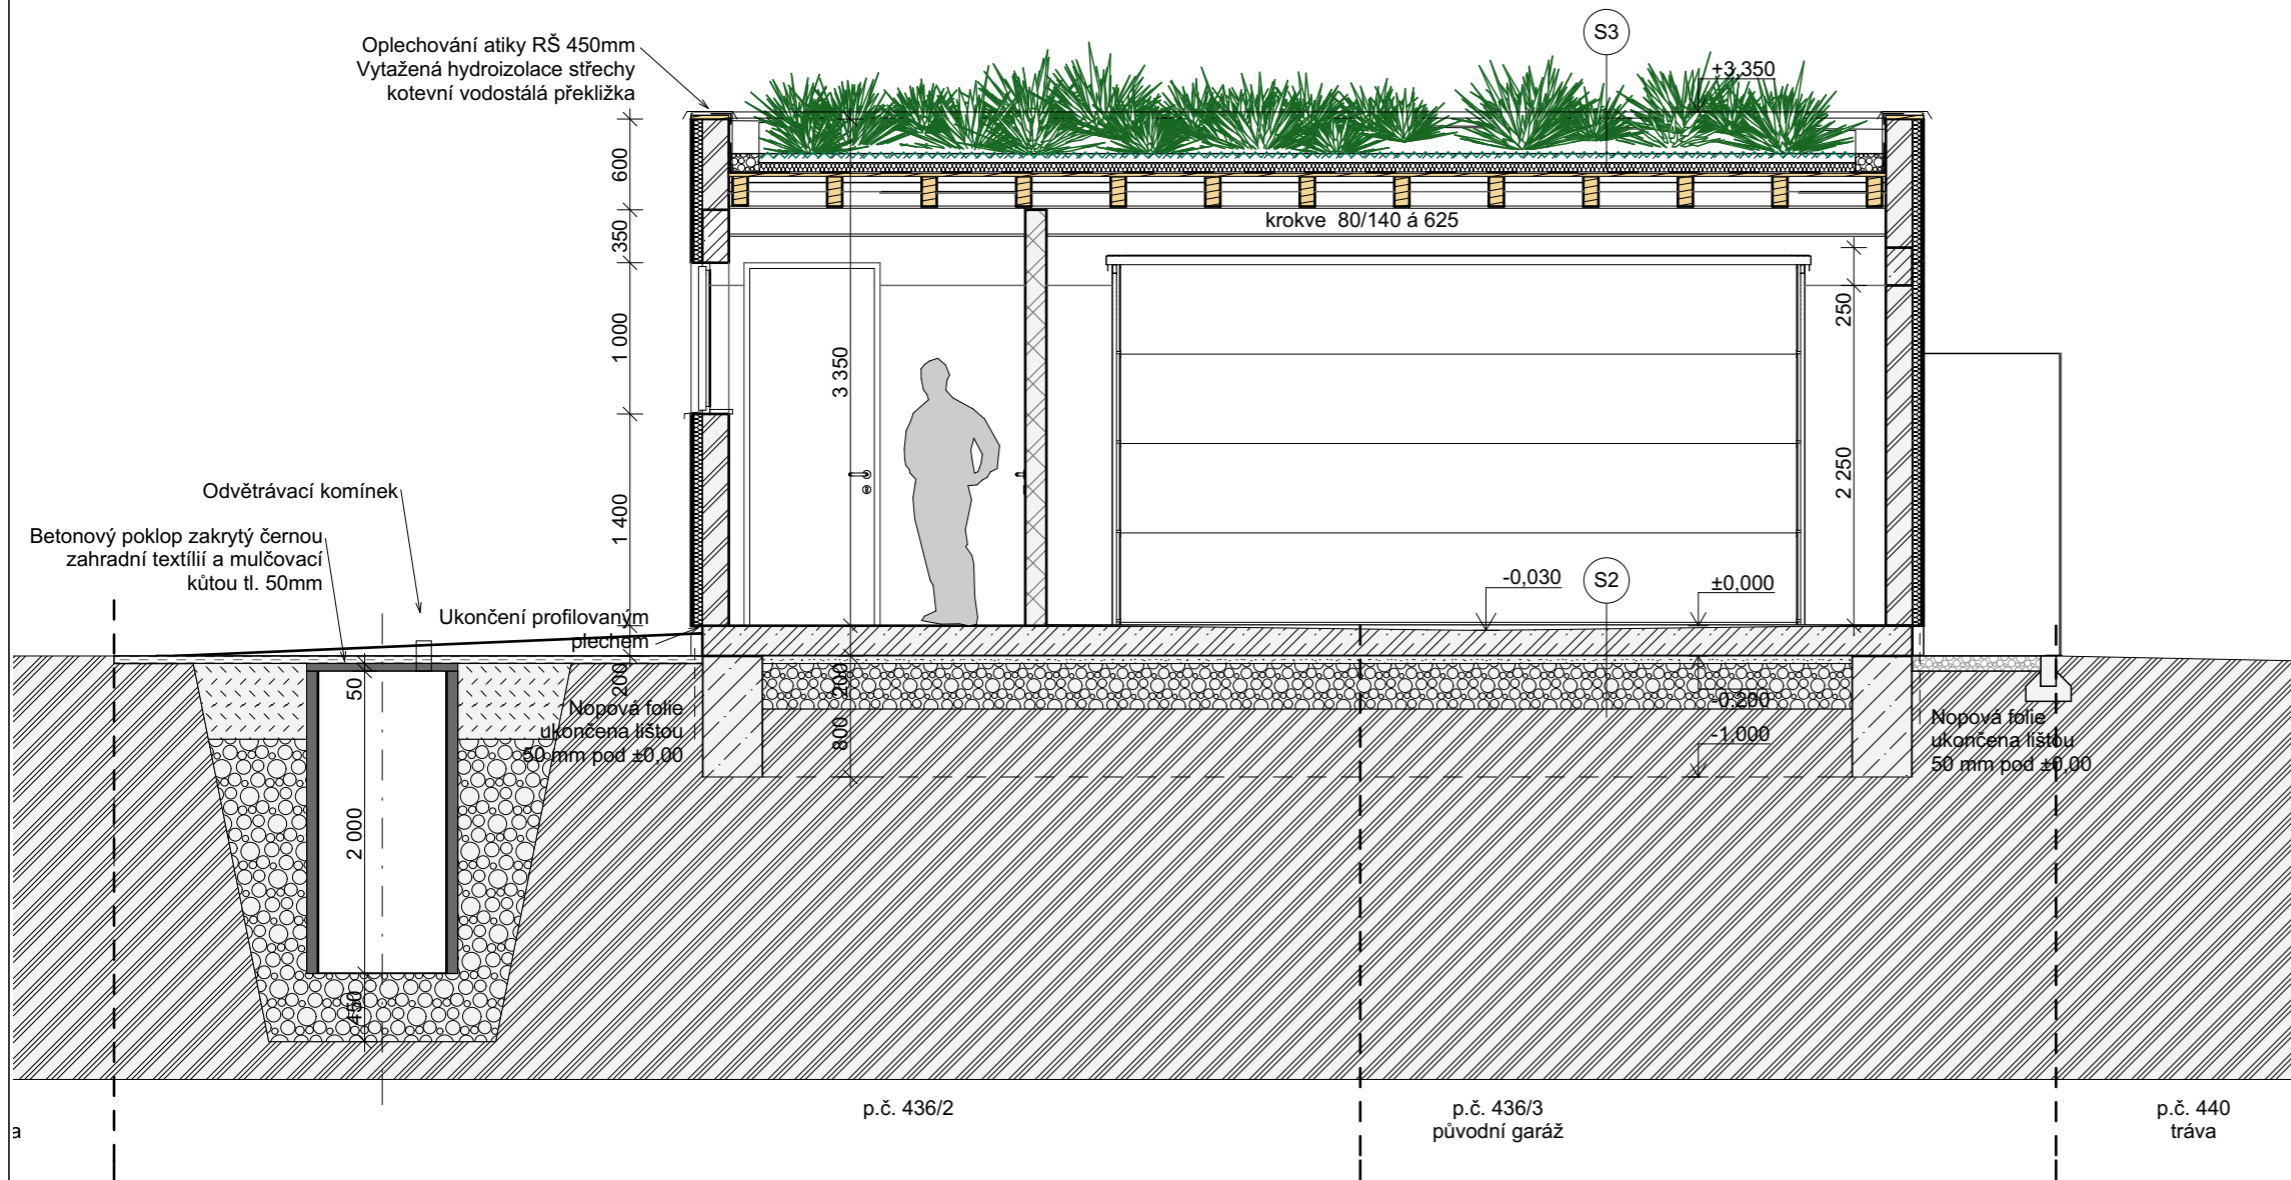 S3
Oplechování atiky RŠ 450mm
Vytažená hydroizolace střechy
kotevní vodostálá překližka
+3,350
600
350
1 000
1 400
200
krokve 80/140 á 625
3 350
250
2 250
Odvětrávací komínek
Betonový poklop zakrytý černou
zahradní textílií a mulčovací
kůtou tl. 50mm
Ukončení profilovaným
plechem
-0,030
S2
±0,000
50
2 000
450
Nopová folie
ukončena lištou
50 mm pod ±0,00
200
800
-0,200
-1,000
Nopová folie
ukončena lištou
50 mm pod ±0,00
a
p.č. 436/2
p.č. 436/3
původní garáž
p.č. 440
tráva